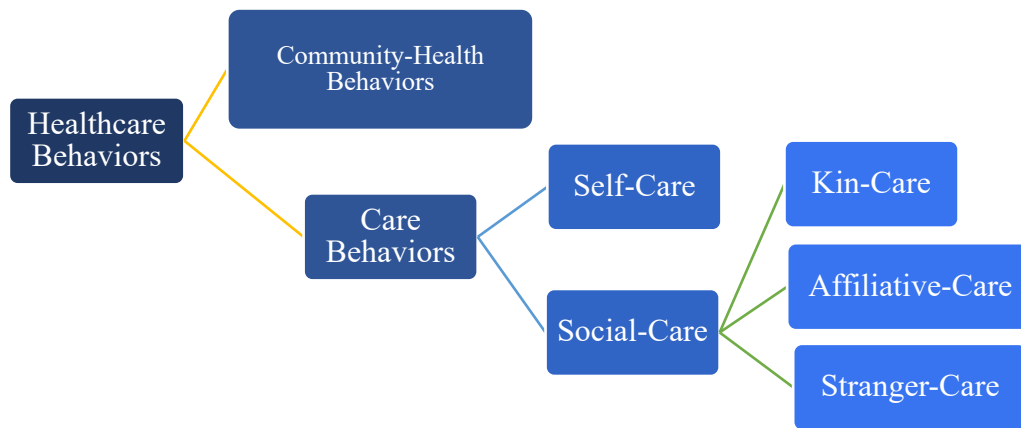 Community-Health
Behaviors
Healthcare
Behaviors
Care
Behaviors
Self-Care
Social-Care
Kin-Care
Affiliative-Care
Stranger-Care